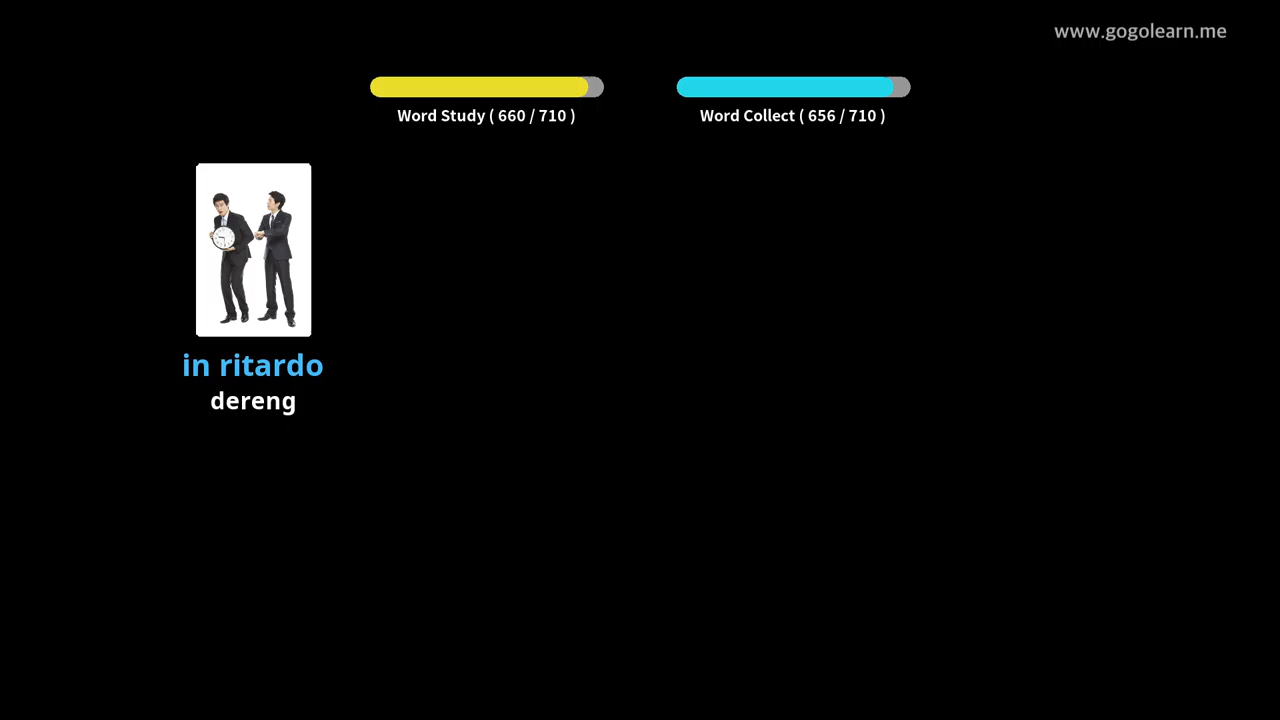 www.gogolearn.me
Word Study ( 660 / 710 )
Word Collect ( 656 / 710 )
in ritardo
dereng